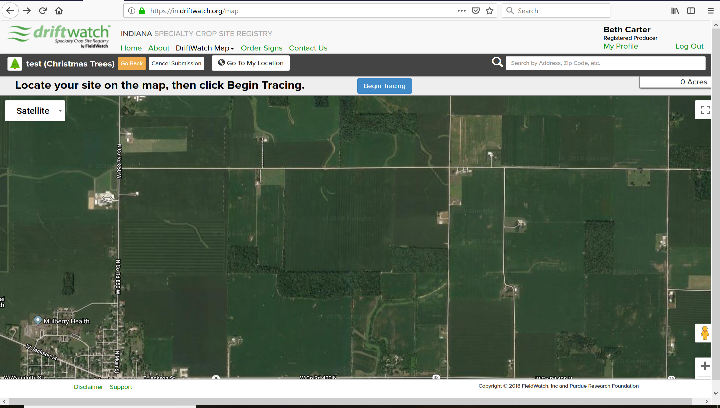 https://in.driftwatch.org/map
Search
driftwatch™
Specialty Crop Site Registry
by FieldWatch
INDIANA SPECIALTY CROP SITE REGISTRY
Home About DriftWatch Map Order Signs Contact Us
Beth Carter
Registered Producer
My Profile Log Out
test (Christmas Trees) Go Back Cancel Submission Go To My Location Search by Address, Zip Code, etc.
Locate your site on the map, then click Begin Tracing. Begin Tracing 0 Acres
Satellite
Mulberry Health
Disclaimer Support Copyright © 2018 FieldWatch, Inc and Purdue Research Foundation